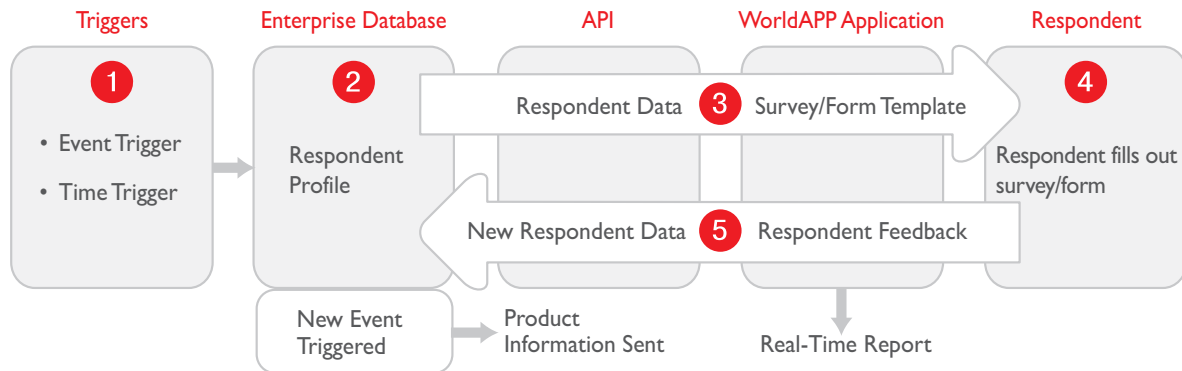 Triggers
Enterprise Database
API
WorldAPP Application
Respondent
1
2
3
4
5
• Event Trigger
• Time Trigger
Respondent
Profile
Respondent Data
Survey/Form Template
Respondent fills out
survey/form
New Respondent Data
Respondent Feedback
New Event
Triggered
Product
Information Sent
Real-Time Report